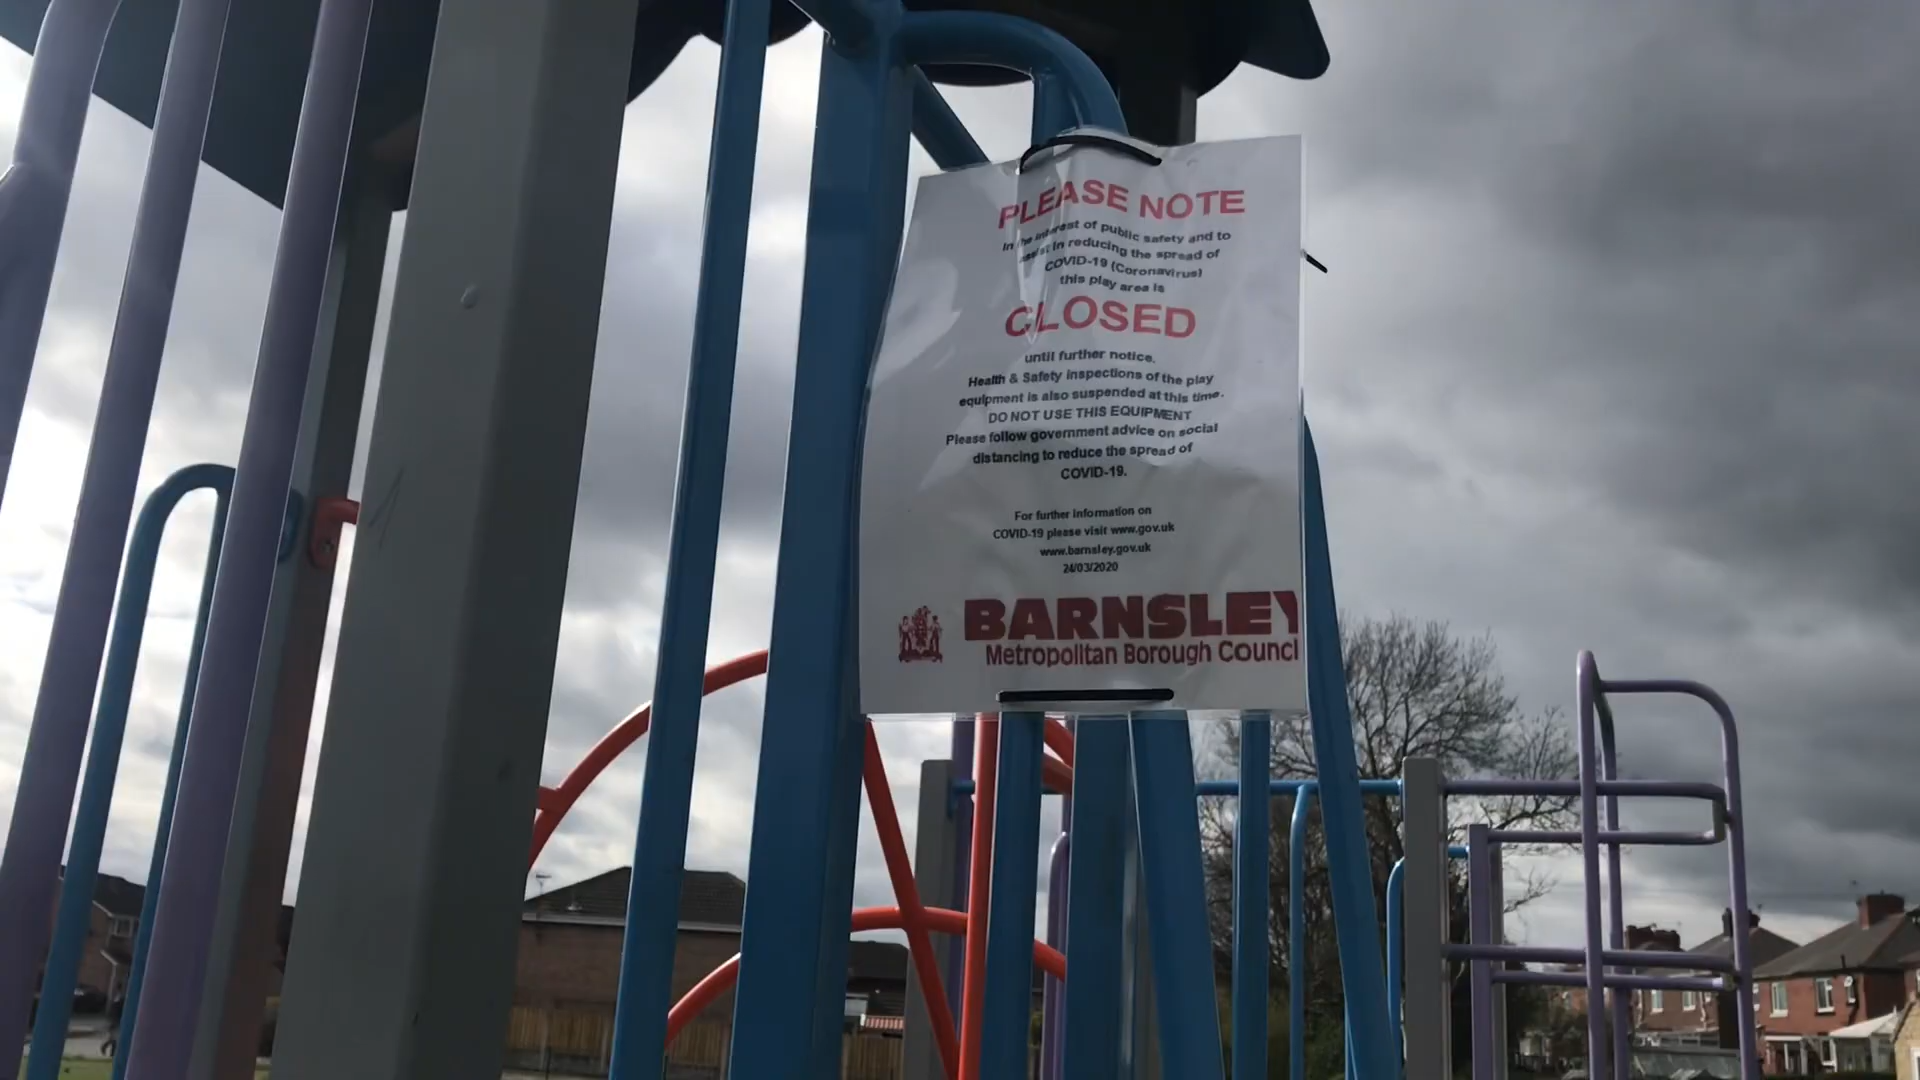 PLEASE NOTE
In the interest of public safety and to
assist in reducing the spread of
COVID-19 (Coronavirus)
this play area is
CLOSED
until further notice.
Health & Safety inspections of the play
equipment is also suspended at this time.
DO NOT USE THIS EQUIPMENT
Please follow government advice on social
distancing to reduce the spread of
COVID-19.
For further information on
COVID-19 please visit www.gov.uk
www.barnsley.gov.uk
24/03/2020
BARNSLEY
Metropolitan Borough Council